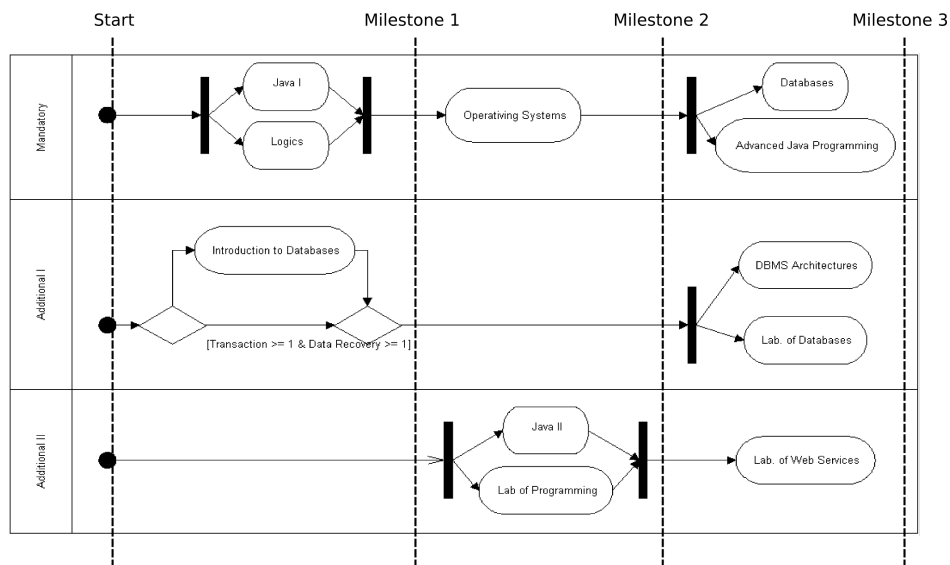 Start
Milestone 1
Milestone 2
Milestone 3
Mandatory
Java I
Logics
Operativing Systems
Databases
Advanced Java Programming
Additional I
Introduction to Databases
[Transaction >= 1 & Data Recovery >= 1]
DBMS Architectures
Lab. of Databases
Additional II
Java II
Lab of Programming
Lab. of Web Services